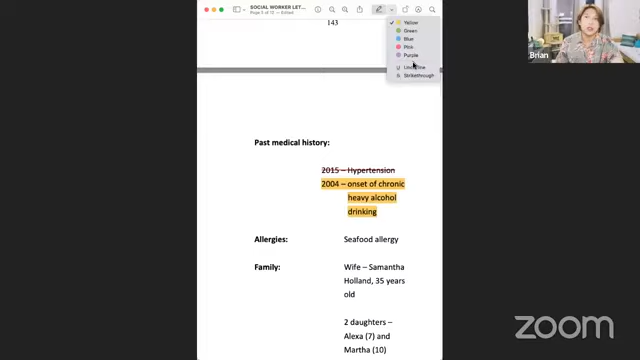 SOCIAL WORKER LET...
Page 5 of 12 — Edited
143
Yellow
Green
Blue
Pink
Purple
Strikethrough
Brian
Past medical history:
2015 – Hypertension
2004 – onset of chronic
heavy alcohol
drinking
Allergies: Seafood allergy
Family: Wife – Samantha
Holland, 35 years
old
2 daughters –
Alexa (7) and
Martha (10)
zoom